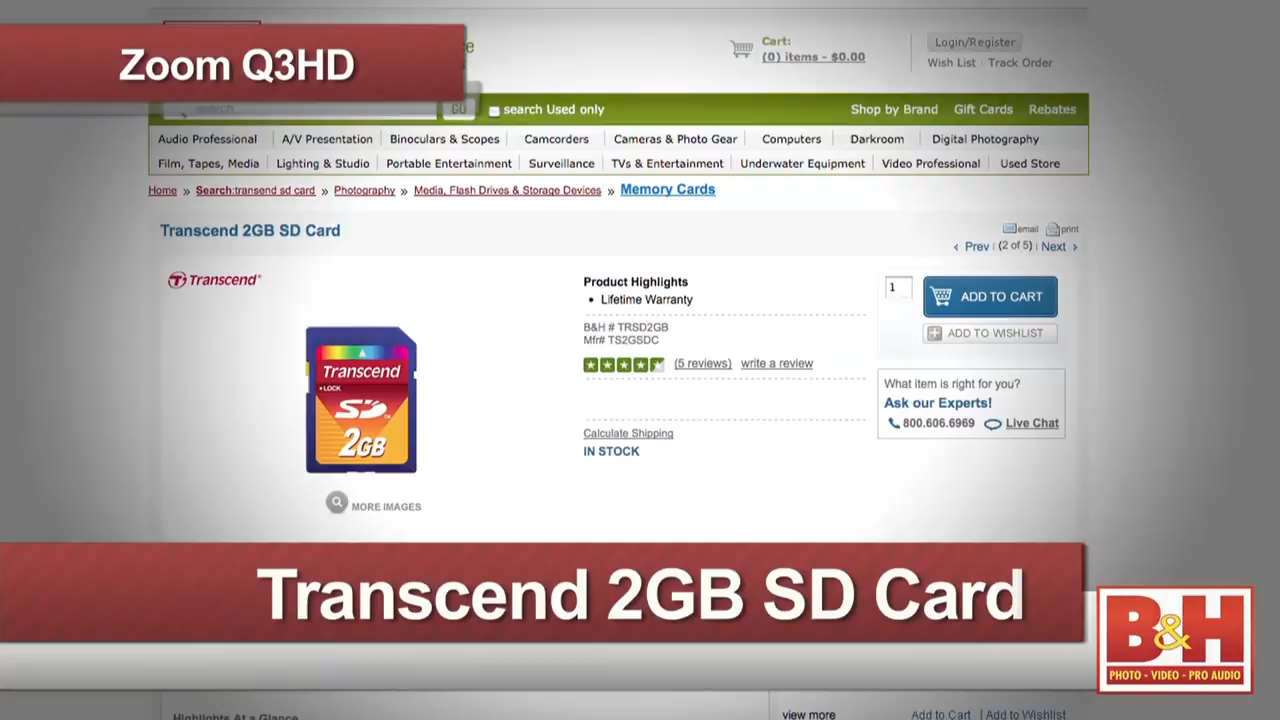 Zoom Q3HD
Cart:
(0) items - $0.00
Login/Register
Wish List | Track Order
search
GO
search Used only
Shop by Brand
Gift Cards
Rebates
Audio Professional | A/V Presentation | Binoculars & Scopes | Camcorders | Cameras & Photo Gear | Computers | Darkroom | Digital Photography
Film, Tapes, Media | Lighting & Studio | Portable Entertainment | Surveillance | TVs & Entertainment | Underwater Equipment | Video Professional | Used Store
Home » Search:transend sd card » Photography » Media, Flash Drives & Storage Devices » Memory Cards
Transcend 2GB SD Card
email print
‹ Prev | (2 of 5) | Next ›
Transcend®
Transcend
LOCK
SD™
2GB
MORE IMAGES
Product Highlights
• Lifetime Warranty
B&H # TRSD2GB
Mfr# TS2GSDC
(5 reviews) write a review
Calculate Shipping
IN STOCK
1
ADD TO CART
ADD TO WISHLIST
What item is right for you?
Ask our Experts!
800.606.6969 Live Chat
Transcend 2GB SD Card
B&H
PHOTO - VIDEO - PRO AUDIO
Highlights At a Glance
view more
Add to Cart | Add to Wishlist